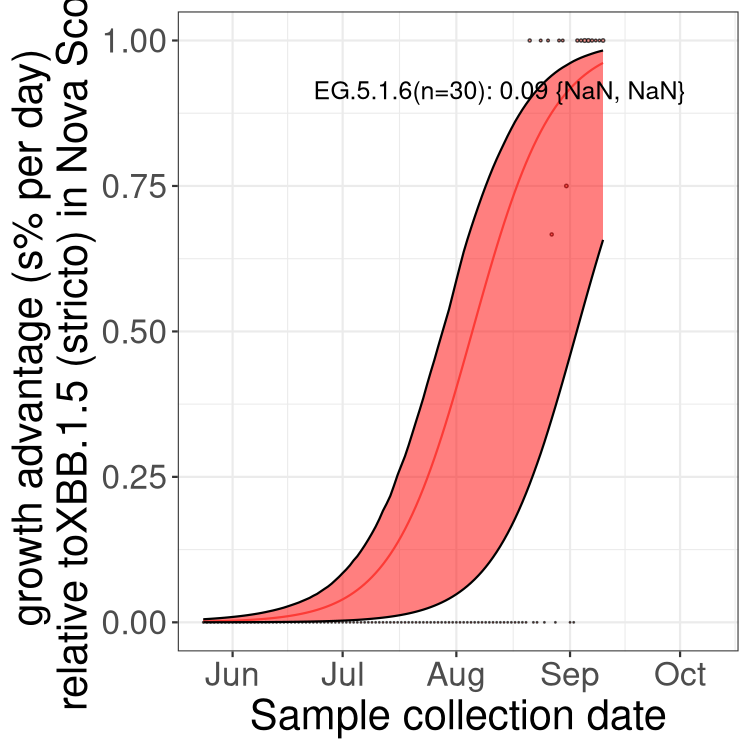 growth advantage (s% per day)
relative toXBB.1.5 (stricto) in Nova Sco
1.00
0.75
0.50
0.25
0.00
EG.5.1.6(n=30): 0.09 {NaN, NaN}
Jun Jul Aug Sep Oct
Sample collection date